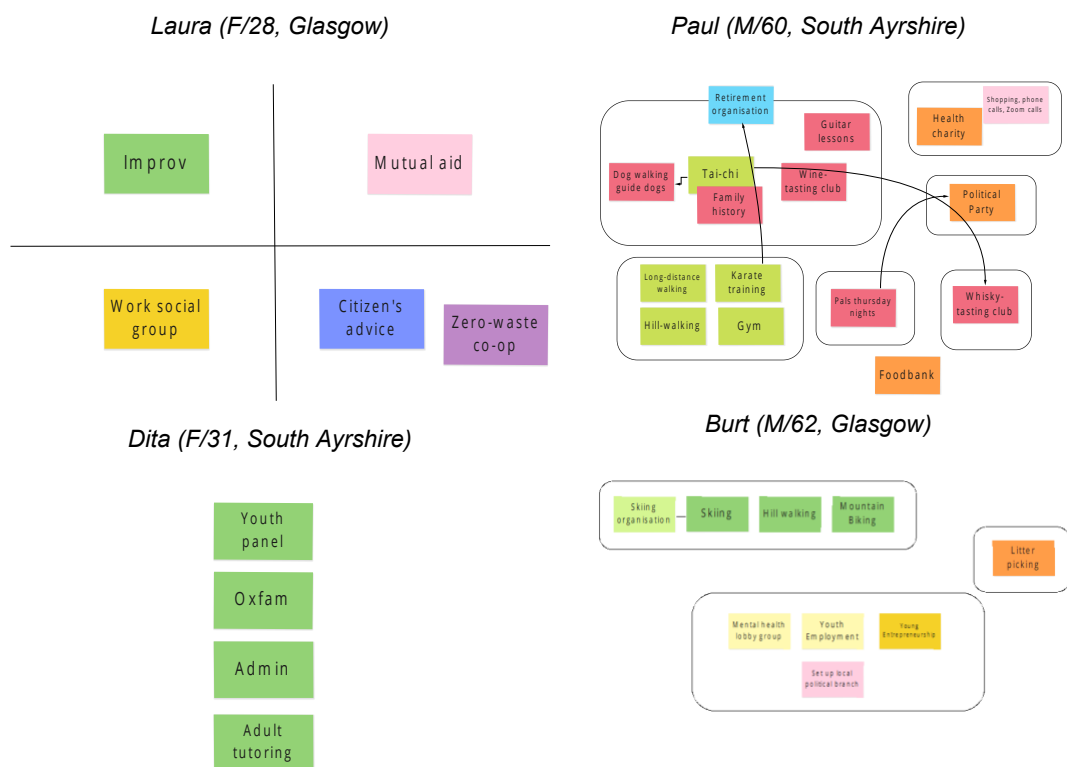 Laura (F/28, Glasgow)
Improv
Mutual aid
Work social
group
Citizen's
advice
Zero-waste
co-op
Paul (M/60, South Ayrshire)
Retirement
organisation
Guitar
lessons
Dog walking
guide dogs
Tai-chi
Family
history
Wine-
tasting club
Health
charity
Shopping, phone
calls, Zoom calls
Political
Party
Long-distance
walking
Karate
training
Hill-walking
Gym
Pals thursday
nights
Whisky-
tasting club
Foodbank
Dita (F/31, South Ayrshire)
Youth
panel
Oxfam
Admin
Adult
tutoring
Burt (M/62, Glasgow)
Skiing
organisation
Skiing
Hill walking
Mountain
Biking
Litter
picking
Mental health
lobby group
Youth
Employment
Young
Entrepreneurship
Set up local
political branch